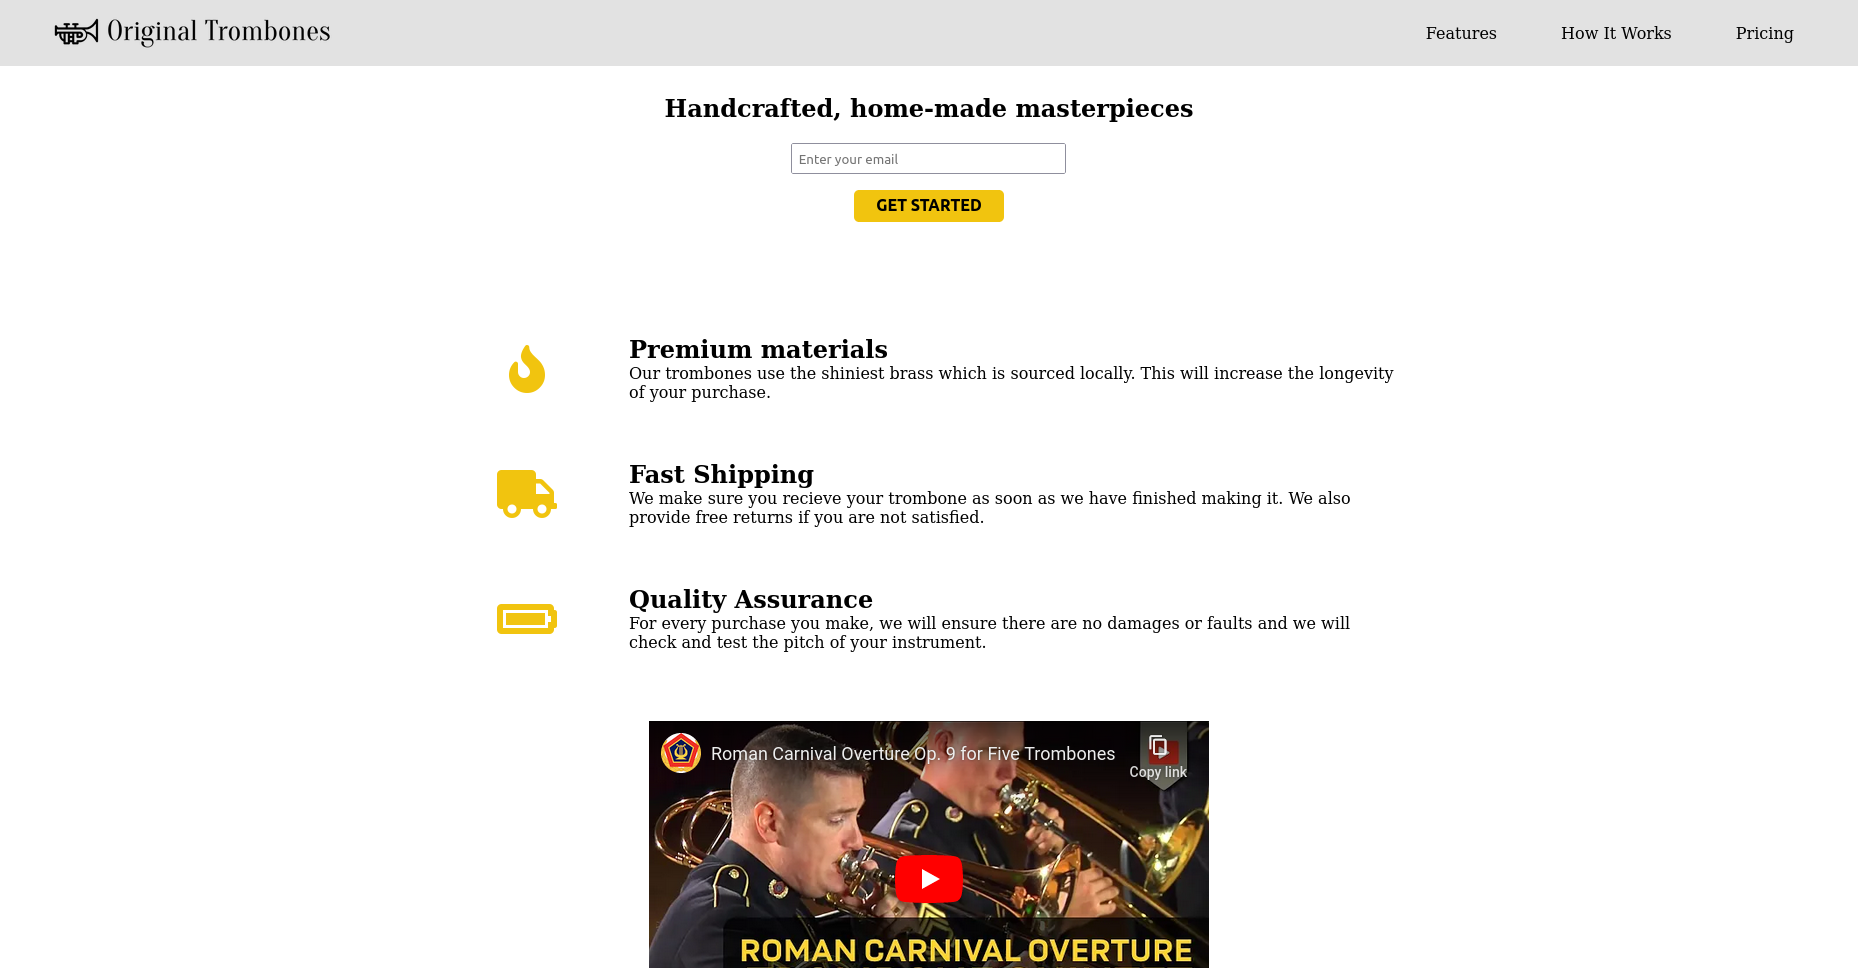 Original Trombones
Features
How It Works
Pricing
Handcrafted, home-made masterpieces
Enter your email
GET STARTED
Premium materials
Our trombones use the shiniest brass which is sourced locally. This will increase the longevity
of your purchase.
Fast Shipping
We make sure you recieve your trombone as soon as we have finished making it. We also
provide free returns if you are not satisfied.
Quality Assurance
For every purchase you make, we will ensure there are no damages or faults and we will
check and test the pitch of your instrument.
Roman Carnival Overture Op. 9 for Five Trombones
Copy link
ROMAN CARNIVAL OVERTURE